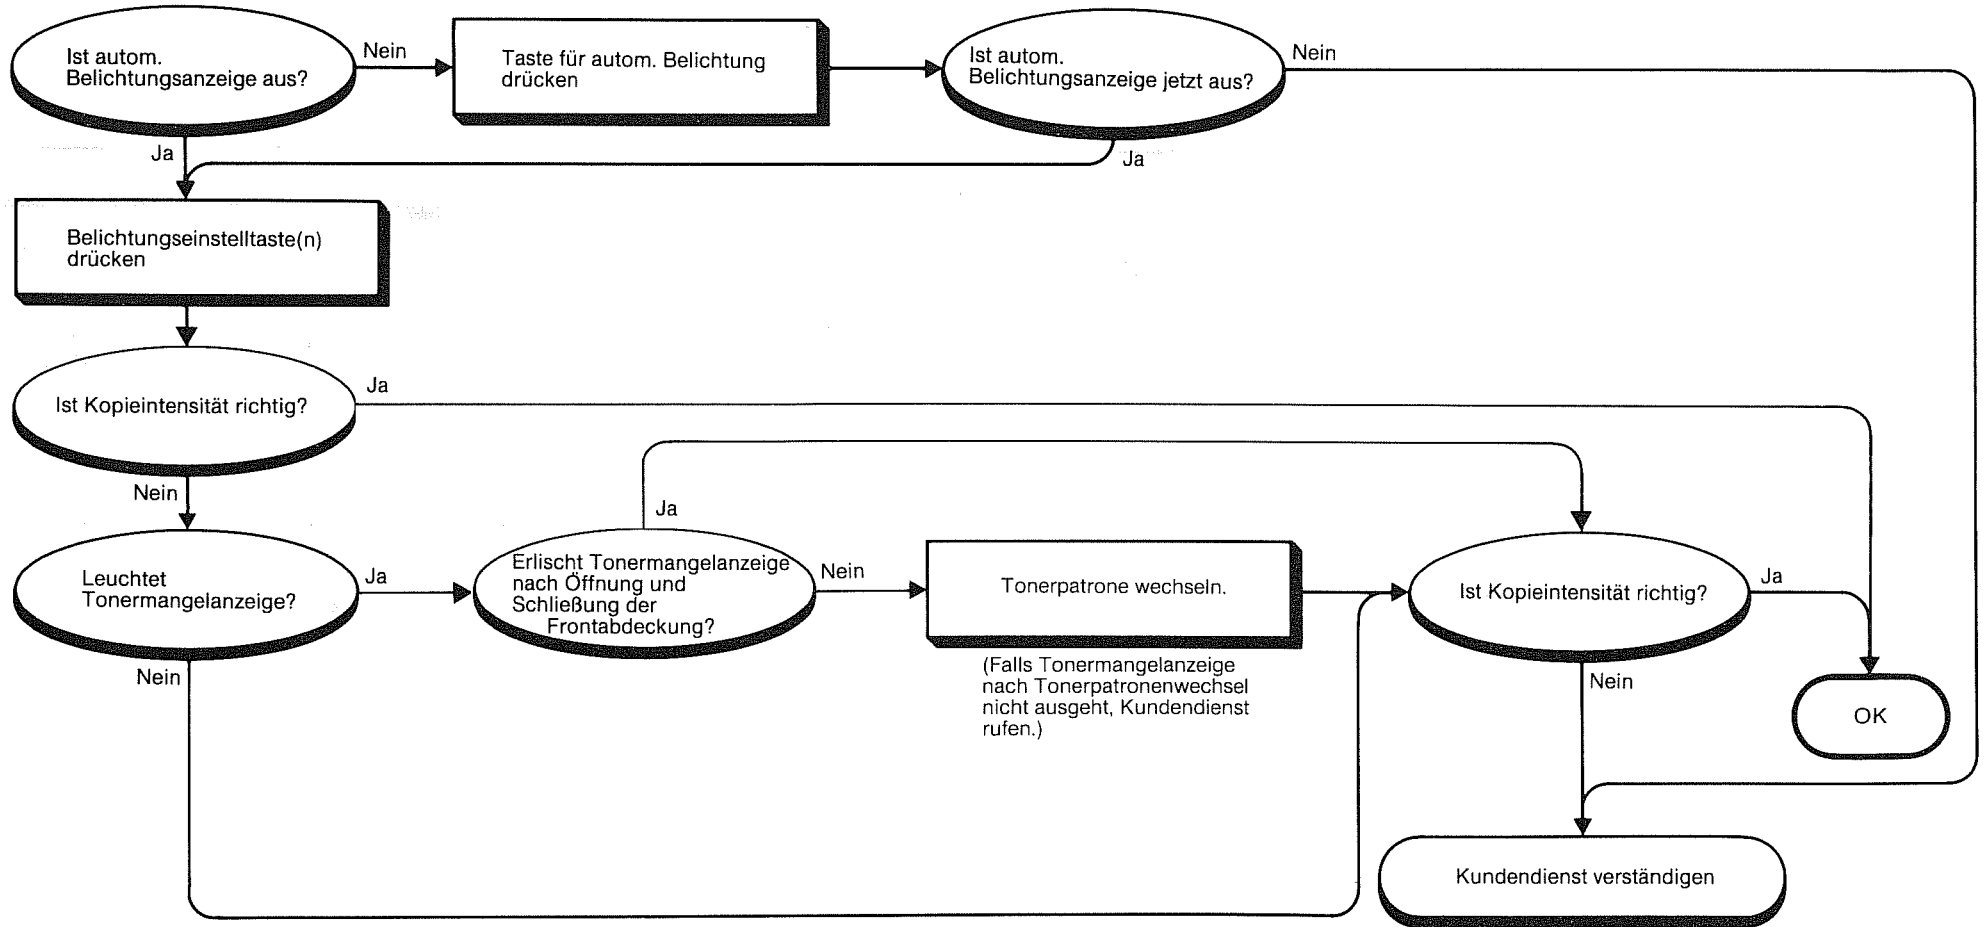 Ist autom.
Belichtungsanzeige aus?
Nein
Taste für autom. Belichtung
drücken
Ist autom.
Belichtungsanzeige jetzt aus?
Nein
Ja
Ja
Belichtungseinstelltaste(n)
drücken
Ist Kopieintensität richtig?
Ja
Nein
Leuchtet
Tonermangelanzeige?
Ja
Nein
Erlischt Tonermangelanzeige
nach Öffnung und
Schließung der
Frontabdeckung?
Ja
Nein
Tonerpatrone wechseln.
(Falls Tonermangelanzeige
nach Tonerpatronenwechsel
nicht ausgeht, Kundendienst
rufen.)
Ist Kopieintensität richtig?
Ja
Nein
OK
Kundendienst verständigen